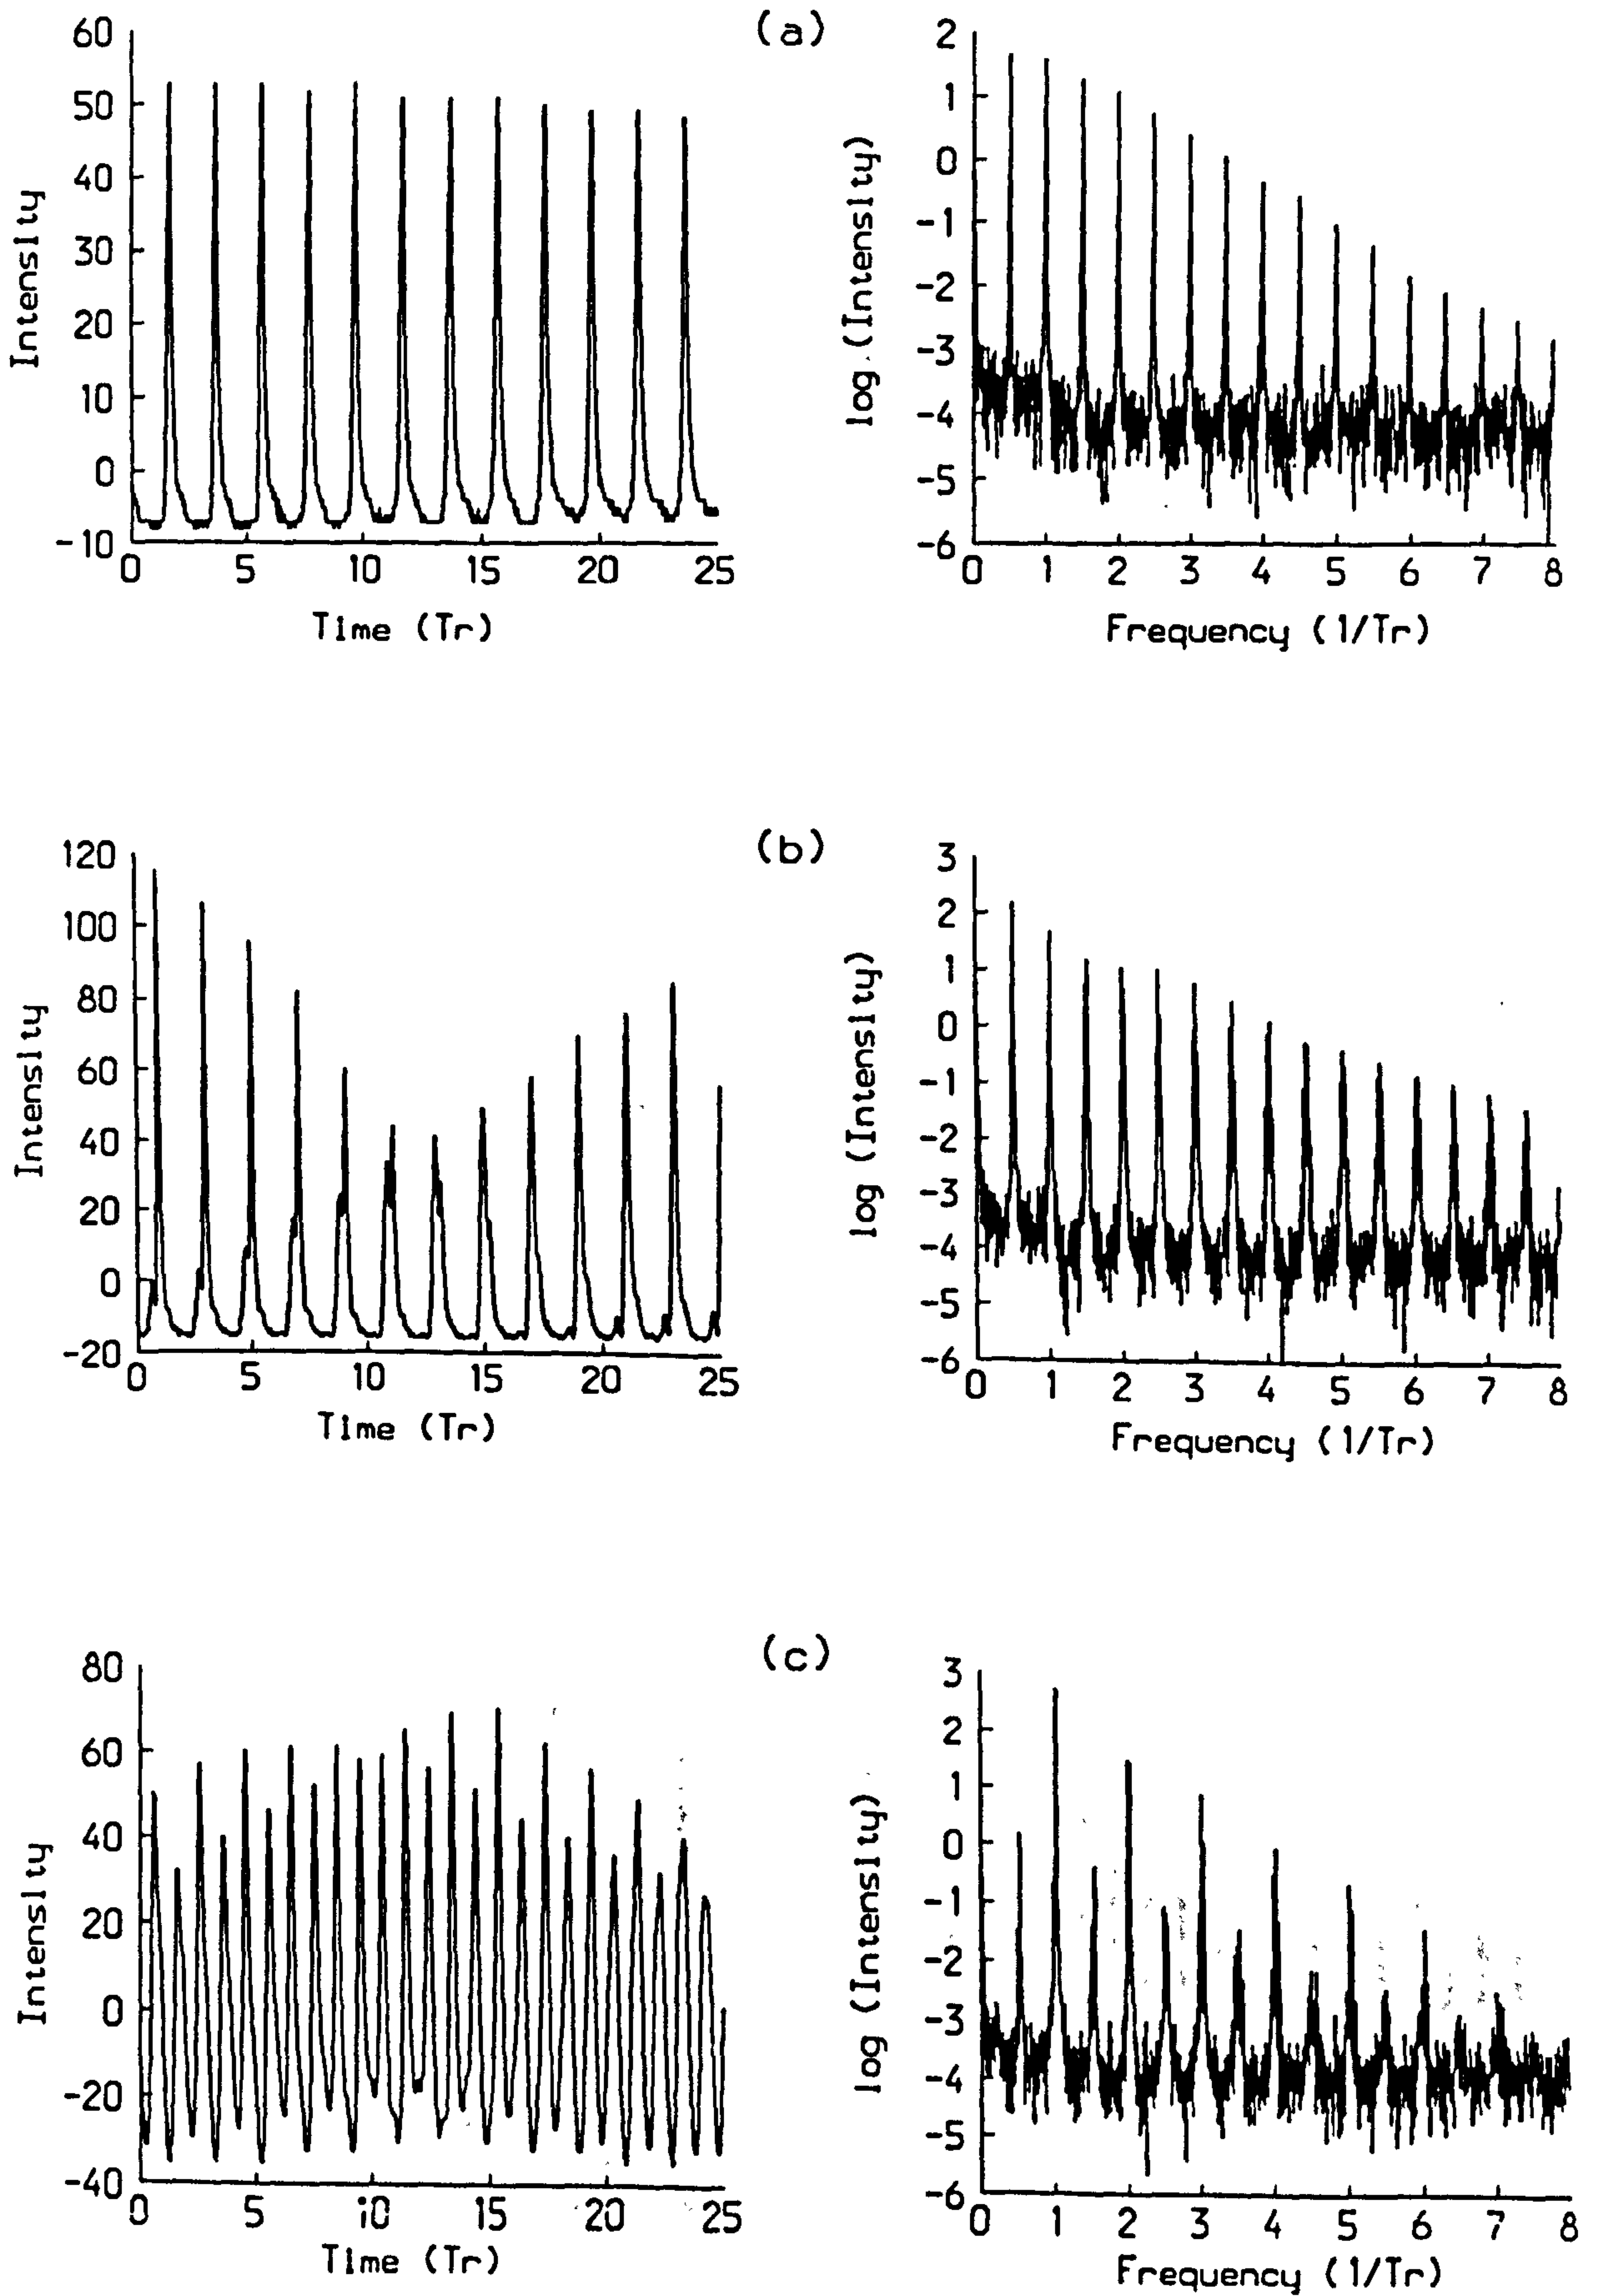 (a)
60
50
40
30
20
10
0
-10
Intensity
0 5 10 15 20 25
Time (Tr)
2
1
0
-1
-2
-3
-4
-5
-6
log (Intensity)
0 1 2 3 4 5 6 7 8
Frequency (1/Tr)
(b)
120
100
80
60
40
20
0
-20
Intensity
0 5 10 15 20 25
Time (Tr)
3
2
1
0
-1
-2
-3
-4
-5
-6
log (Intensity)
0 1 2 3 4 5 6 7 8
Frequency (1/Tr)
(c)
80
60
40
20
0
-20
-40
Intensity
0 5 10 15 20 25
Time (Tr)
3
2
1
0
-1
-2
-3
-4
-5
-6
log (Intensity)
0 1 2 3 4 5 6 7 8
Frequency (1/Tr)